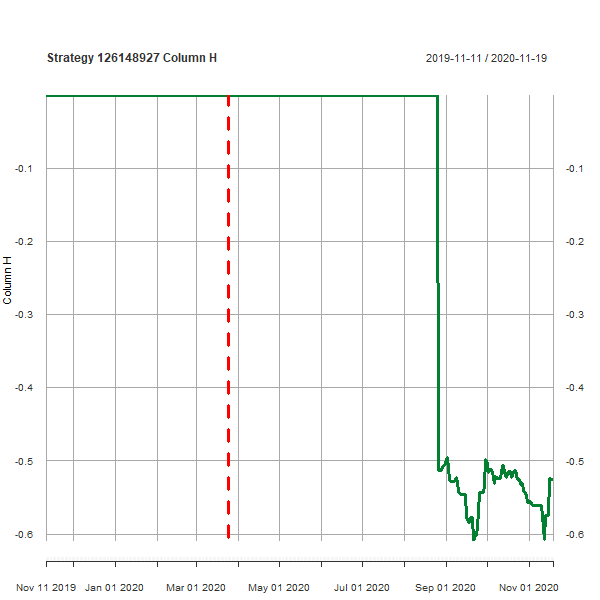 Strategy 126148927 Column H
2019-11-11 / 2020-11-19
-0.1
-0.1
-0.2
-0.2
-0.3
-0.3
-0.4
-0.4
-0.5
-0.5
-0.6
-0.6
Column H
Nov 11 2019
Jan 01 2020
Mar 01 2020
May 01 2020
Jul 01 2020
Sep 01 2020
Nov 01 2020